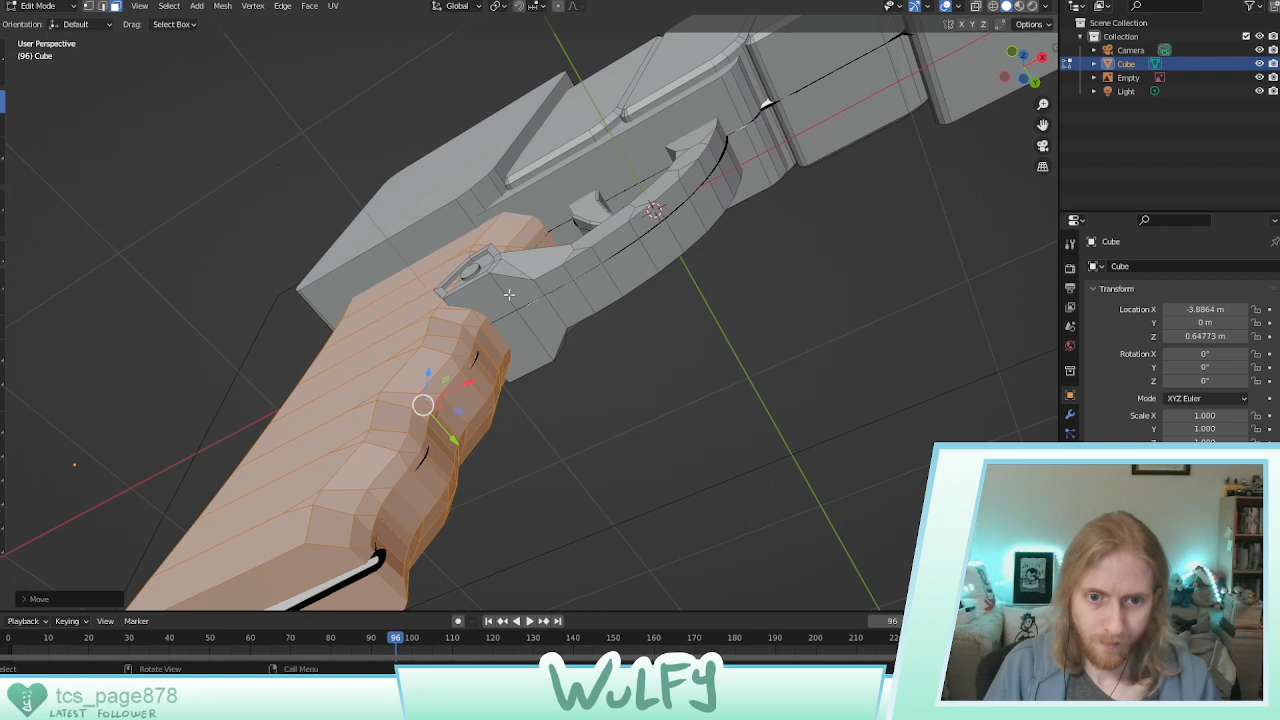 Edit Mode View Select Add Mesh Vertex Edge Face UV Global
Orientation: Default Drag: Select Box X Y Z Options
User Perspective
(96) Cube
Scene Collection
Collection
Camera
Cube
Empty
Light
Cube
Cube
Transform
Location X -3.8864 m
Y 0 m
Z 0.64773 m
Rotation X 0°
Y 0°
Z 0°
Mode XYZ Euler
Scale X 1.000
Y 1.000
Z 1.000
Move
Playback Keying View Marker 96
0 10 20 30 40 50 60 70 80 90 96 100 110 120 130 140 150 160 170 180 190 200 210
Rotate View Call Menu
tcs_page878
LATEST FOLLOWER
WULFY